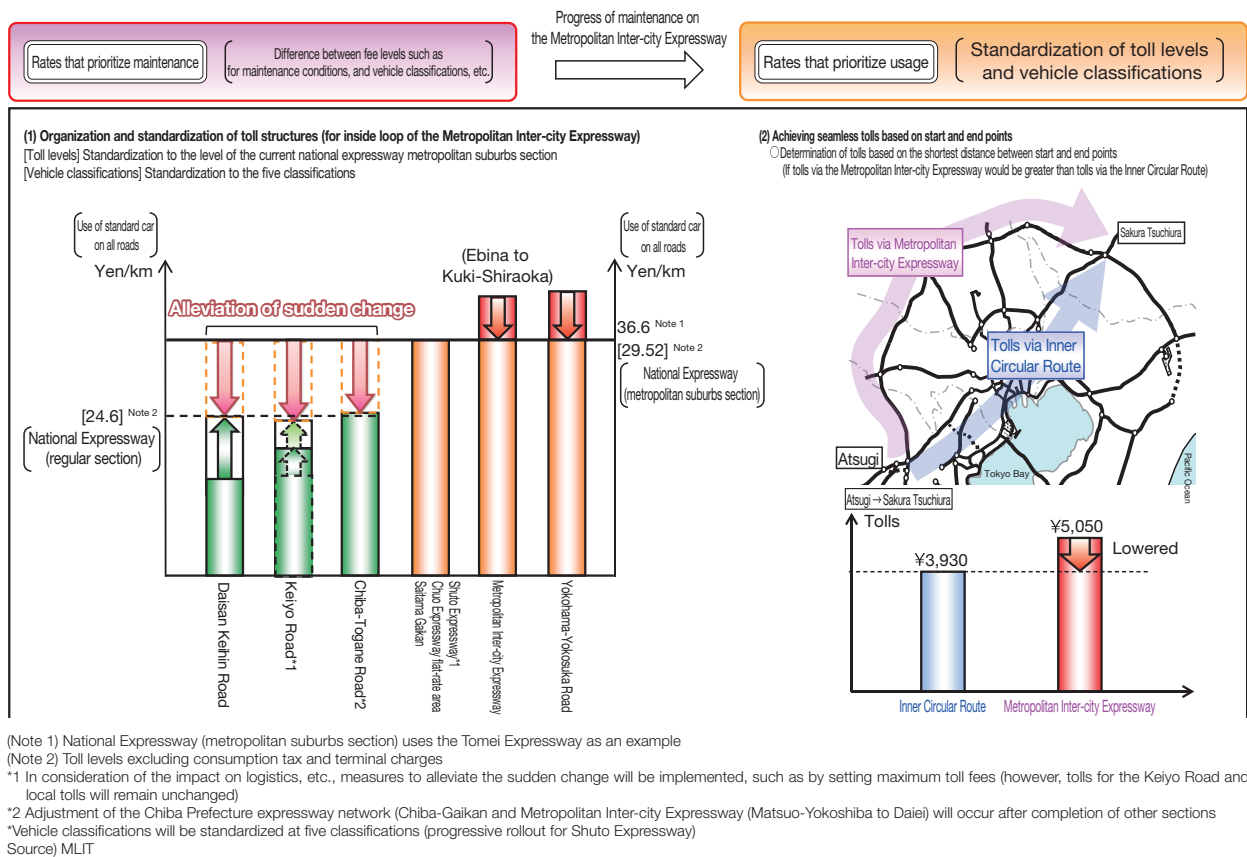 Rates that prioritize maintenance
Difference between fee levels such as
for maintenance conditions, and vehicle classifications, etc.
Progress of maintenance on
the Metropolitan Inter-city Expressway
Rates that prioritize usage
Standardization of toll levels
and vehicle classifications
(1) Organization and standardization of toll structures (for inside loop of the Metropolitan Inter-city Expressway)
[Toll levels] Standardization to the level of the current national expressway metropolitan suburbs section
[Vehicle classifications] Standardization to the five classifications
Use of standard car
on all roads
Yen/km
Alleviation of sudden change
(Ebina to
Kuki-Shiraoka)
Use of standard car
on all roads
Yen/km
36.6 Note 1
[29.52] Note 2
National Expressway
(metropolitan suburbs section)
[24.6] Note 2
National Expressway
(regular section)
Daisan Keihin Road
Keiyo Road*1
Chiba-Togane Road*2
Shuto Expressway*1
Chuo Expressway flat-rate area
Saitama Gaikan
Metropolitan Inter-city Expressway
Yokohama-Yokosuka Road
(2) Achieving seamless tolls based on start and end points
○Determination of tolls based on the shortest distance between start and end points
(If tolls via the Metropolitan Inter-city Expressway would be greater than tolls via the Inner Circular Route)
Tolls via Metropolitan
Inter-city Expressway
Sakura Tsuchiura
Tolls via Inner
Circular Route
Atsugi
Tokyo Bay
Pacific Ocean
Atsugi→Sakura Tsuchiura
Tolls
¥3,930
¥5,050
Lowered
Inner Circular Route
Metropolitan Inter-city Expressway
(Note 1) National Expressway (metropolitan suburbs section) uses the Tomei Expressway as an example
(Note 2) Toll levels excluding consumption tax and terminal charges
*1 In consideration of the impact on logistics, etc., measures to alleviate the sudden change will be implemented, such as by setting maximum toll fees (however, tolls for the Keiyo Road and
local tolls will remain unchanged)
*2 Adjustment of the Chiba Prefecture expressway network (Chiba-Gaikan and Metropolitan Inter-city Expressway (Matsuo-Yokoshiba to Daiei) will occur after completion of other sections
*Vehicle classifications will be standardized at five classifications (progressive rollout for Shuto Expressway)
Source) MLIT